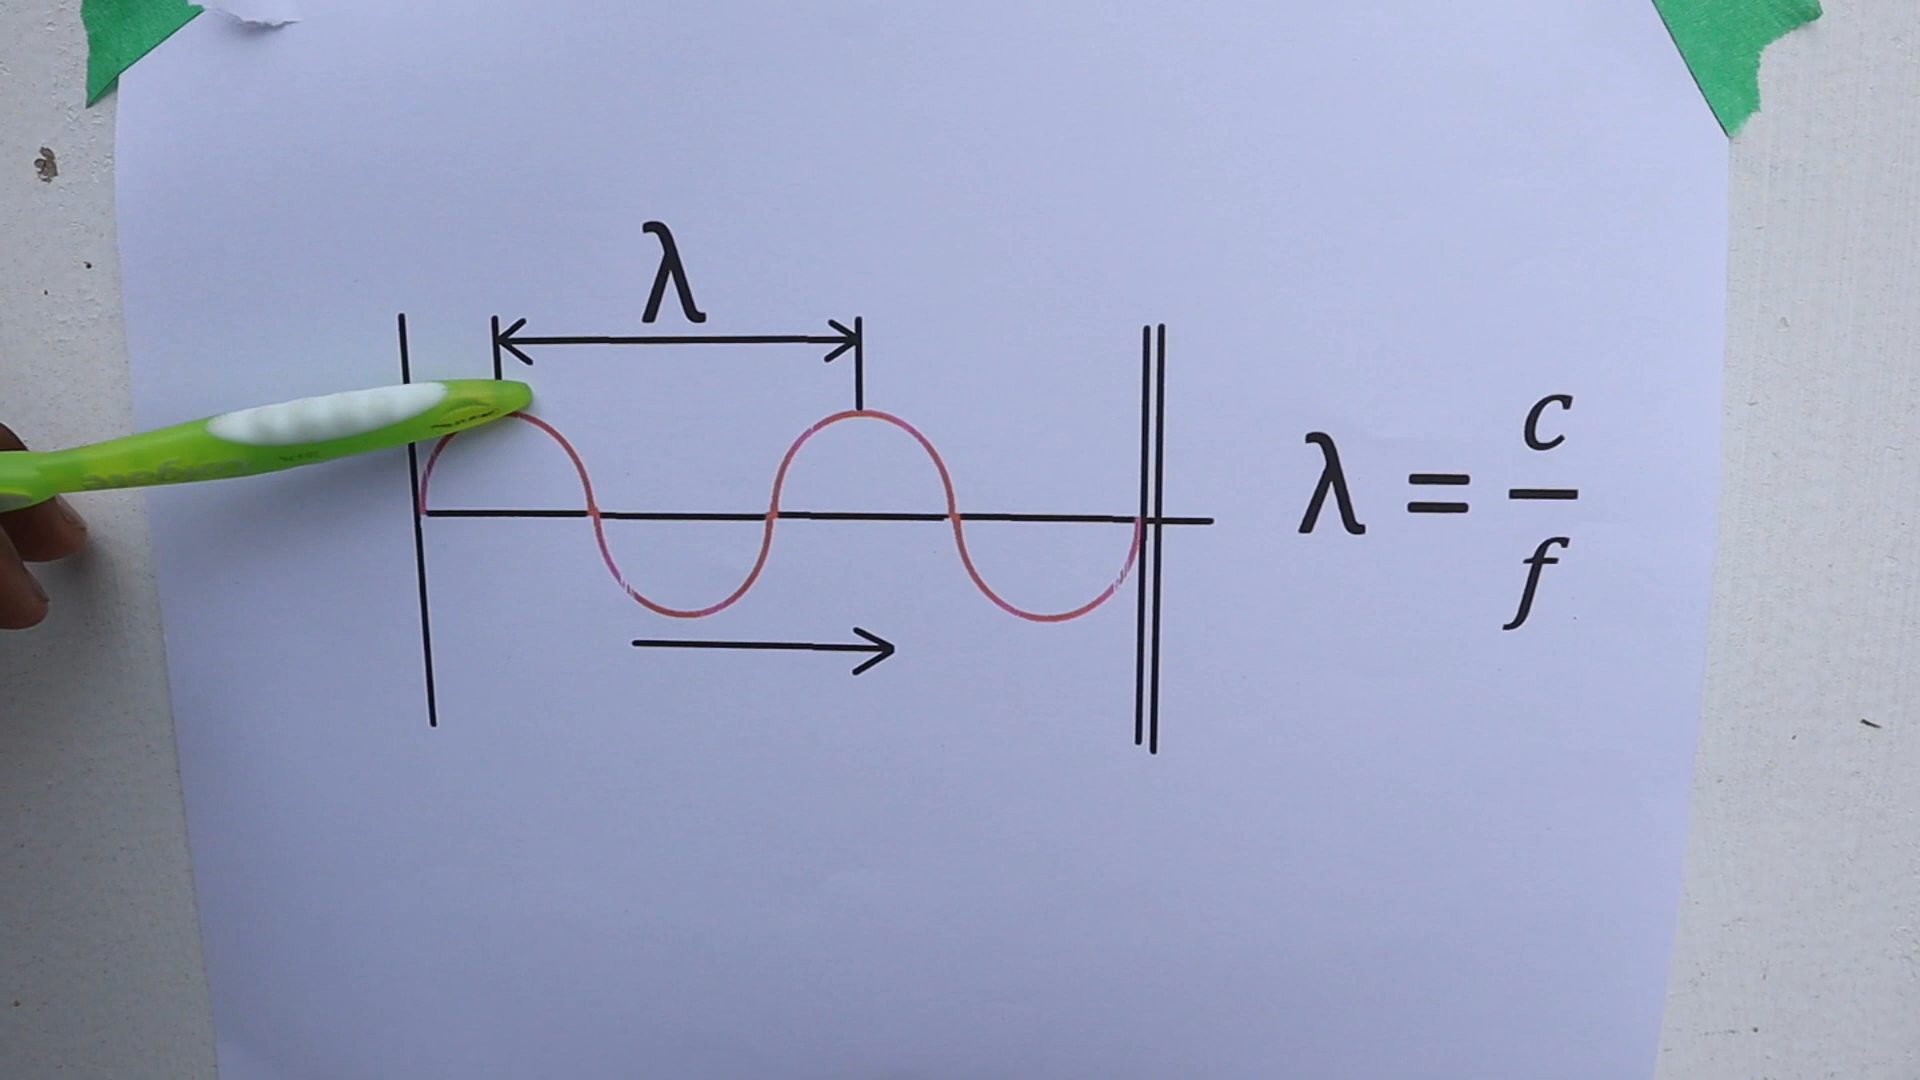 λ
λ = c/f